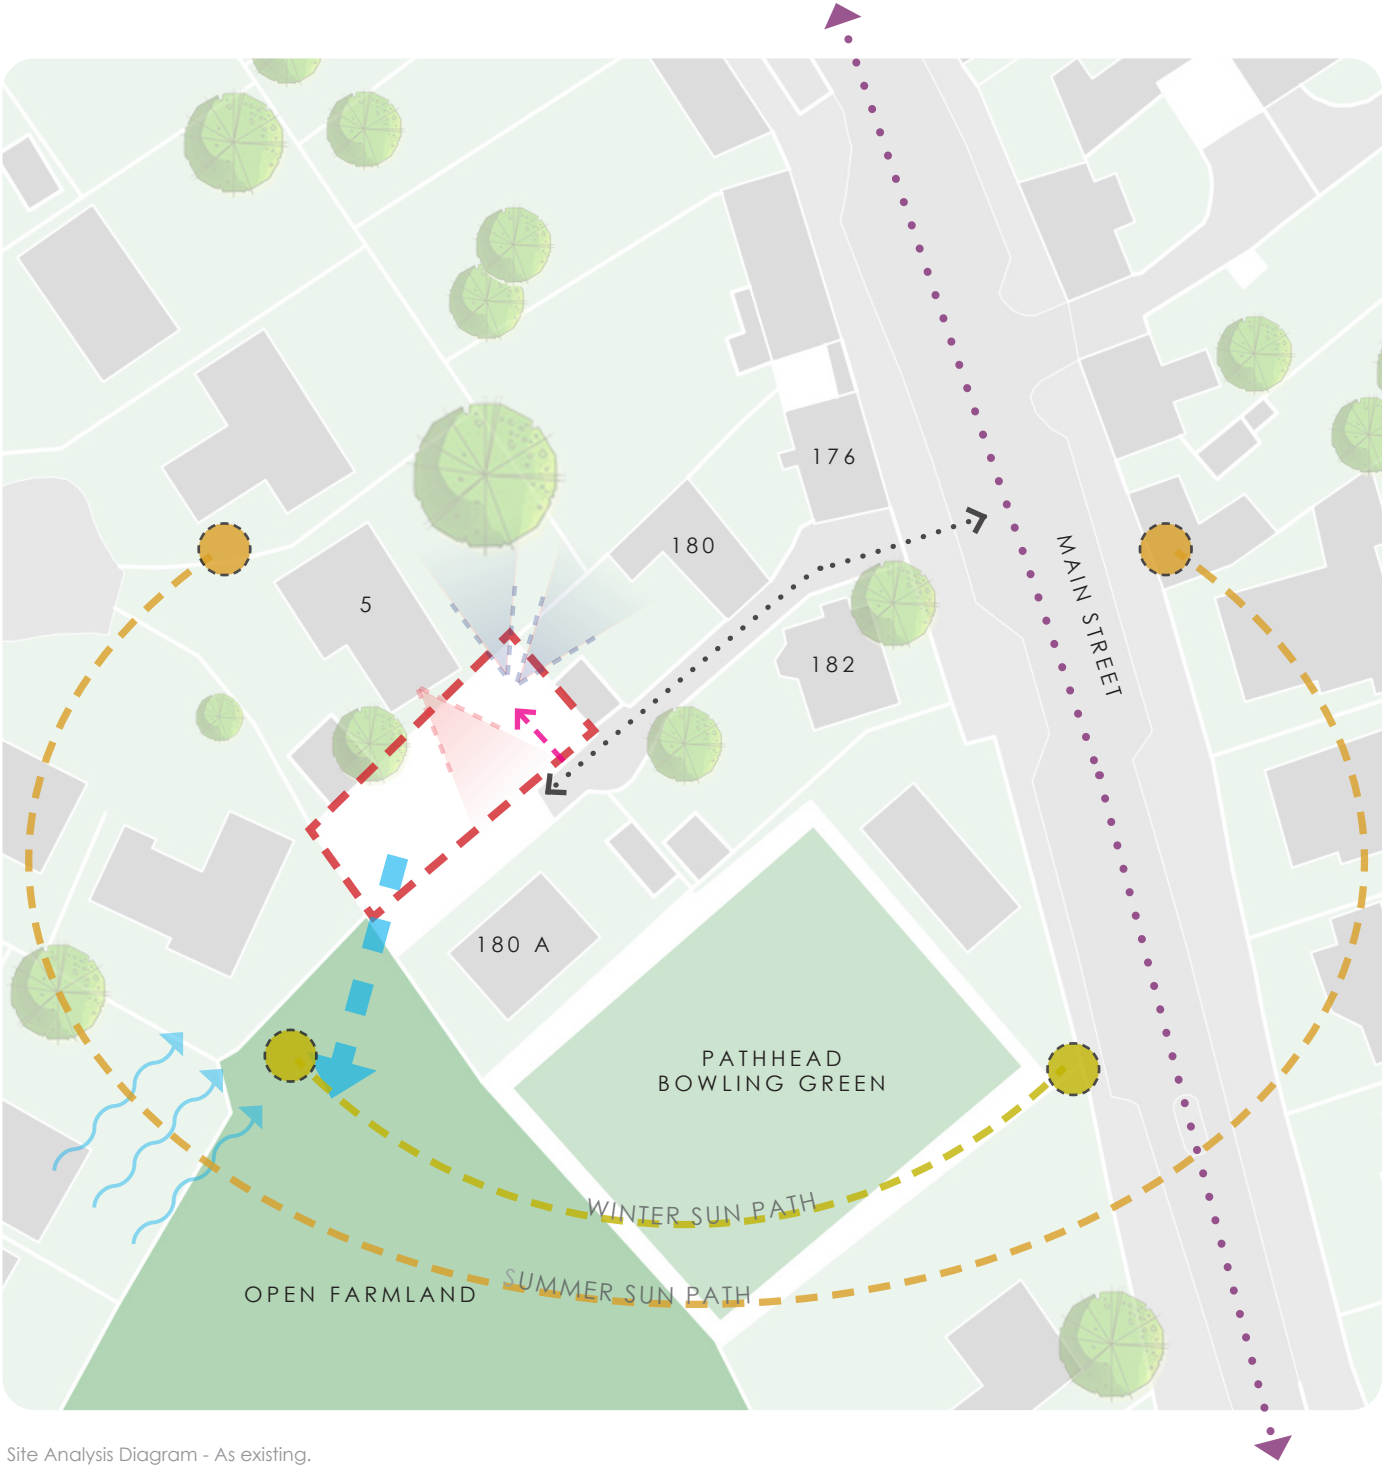 176
180
MAIN STREET
5
182
180 A
PATHHEAD
BOWLING GREEN
WINTER SUN PATH
SUMMER SUN PATH
OPEN FARMLAND
Site Analysis Diagram - As existing.